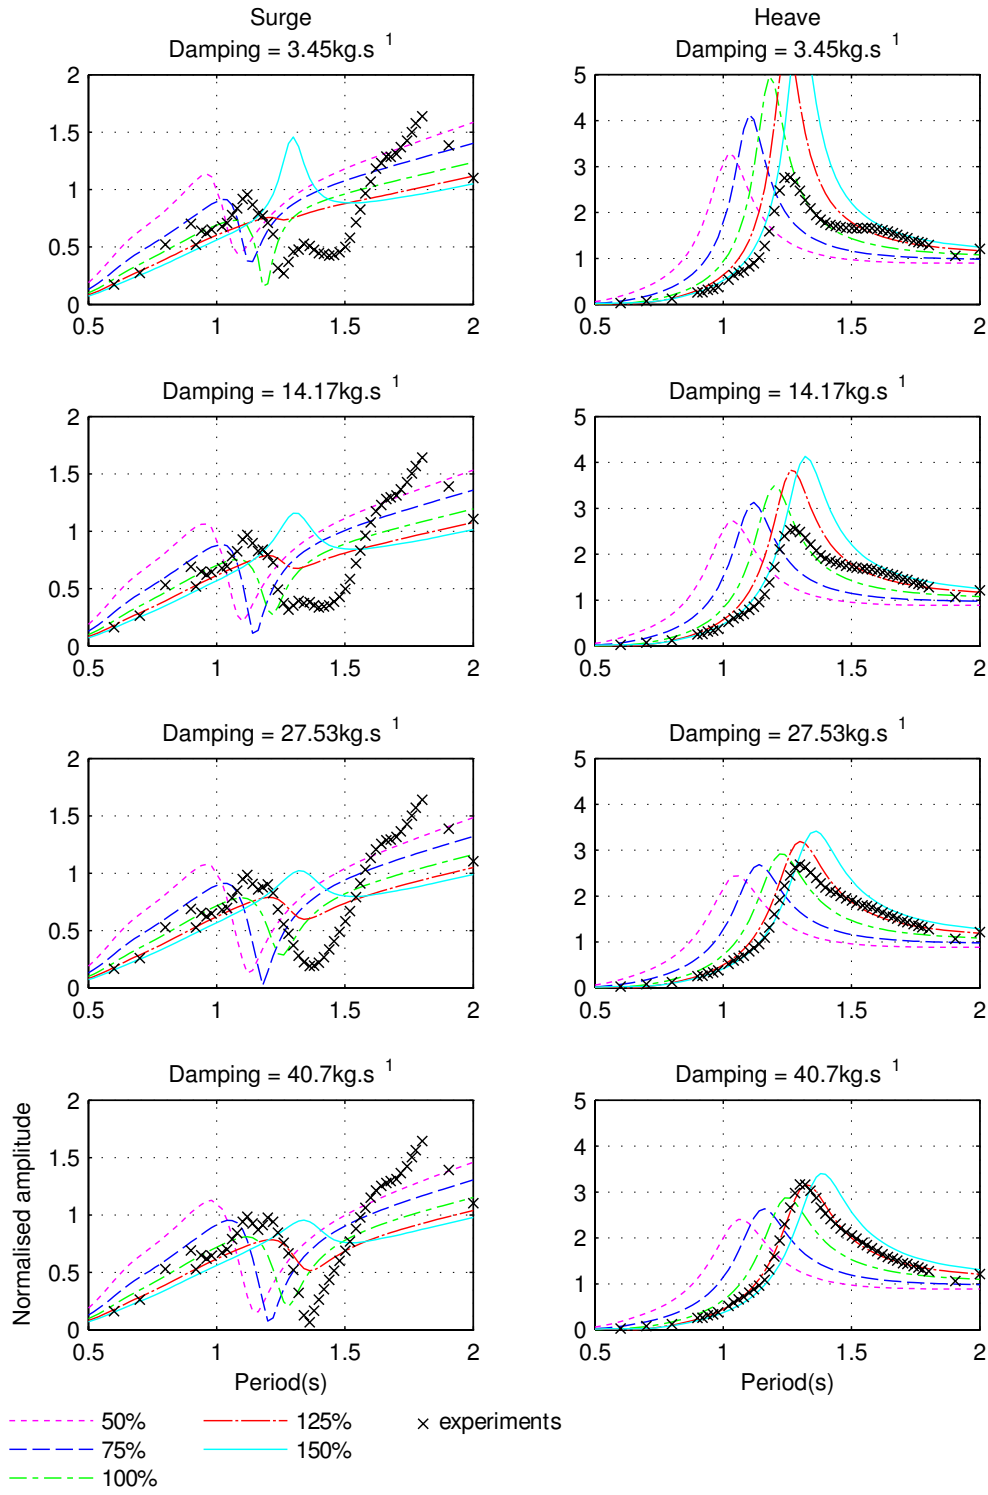 Surge Heave
Damping = 3.45kg.s 1 Damping = 3.45kg.s 1
2 5
1.5 4
3
1 2
0.5 1
0 0
0.5 1 1.5 2 0.5 1 1.5 2
Damping = 14.17kg.s 1 Damping = 14.17kg.s 1
2 5
1.5 4
3
1 2
0.5 1
0 0
0.5 1 1.5 2 0.5 1 1.5 2
Damping = 27.53kg.s 1 Damping = 27.53kg.s 1
2 5
1.5 4
3
1 2
0.5 1
0 0
0.5 1 1.5 2 0.5 1 1.5 2
Damping = 40.7kg.s 1 Damping = 40.7kg.s 1
Normalised amplitude
2 5
1.5 4
3
1 2
0.5 1
0 0
0.5 1 1.5 2 0.5 1 1.5 2
Period(s) Period(s)
50% 125% experiments
75% 150%
100%